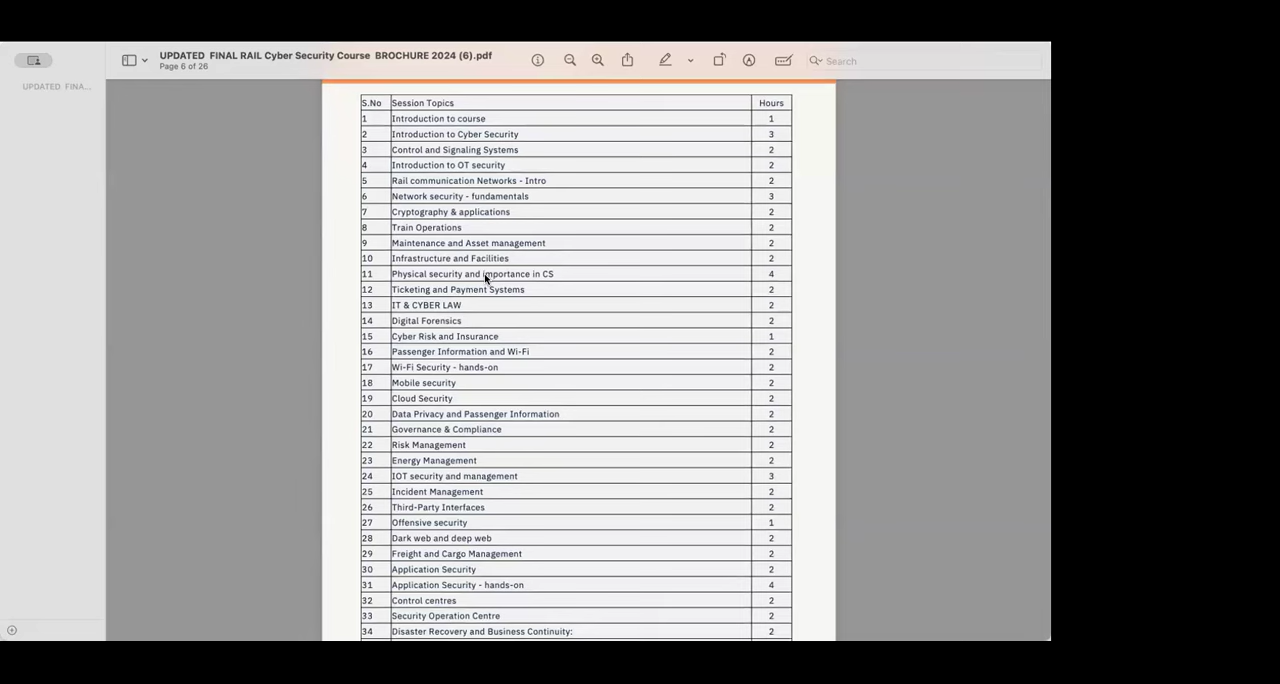 UPDATED FINAL RAIL Cyber Security Course BROCHURE 2024 (6).pdf
Page 6 of 26
Search
UPDATED FINA...
S.No Session Topics Hours
1 Introduction to course 1
2 Introduction to Cyber Security 3
3 Control and Signaling Systems 2
4 Introduction to OT security 2
5 Rail communication Networks - Intro 2
6 Network security - fundamentals 3
7 Cryptography & applications 2
8 Train Operations 2
9 Maintenance and Asset management 2
10 Infrastructure and Facilities 2
11 Physical security and importance in CS 4
12 Ticketing and Payment Systems 2
13 IT & CYBER LAW 2
14 Digital Forensics 2
15 Cyber Risk and Insurance 1
16 Passenger Information and Wi-Fi 2
17 Wi-Fi Security - hands-on 2
18 Mobile security 2
19 Cloud Security 2
20 Data Privacy and Passenger Information 2
21 Governance & Compliance 2
22 Risk Management 2
23 Energy Management 2
24 IOT security and management 3
25 Incident Management 2
26 Third-Party Interfaces 2
27 Offensive security 1
28 Dark web and deep web 2
29 Freight and Cargo Management 2
30 Application Security 2
31 Application Security - hands-on 4
32 Control centres 2
33 Security Operation Centre 2
34 Disaster Recovery and Business Continuity: 2